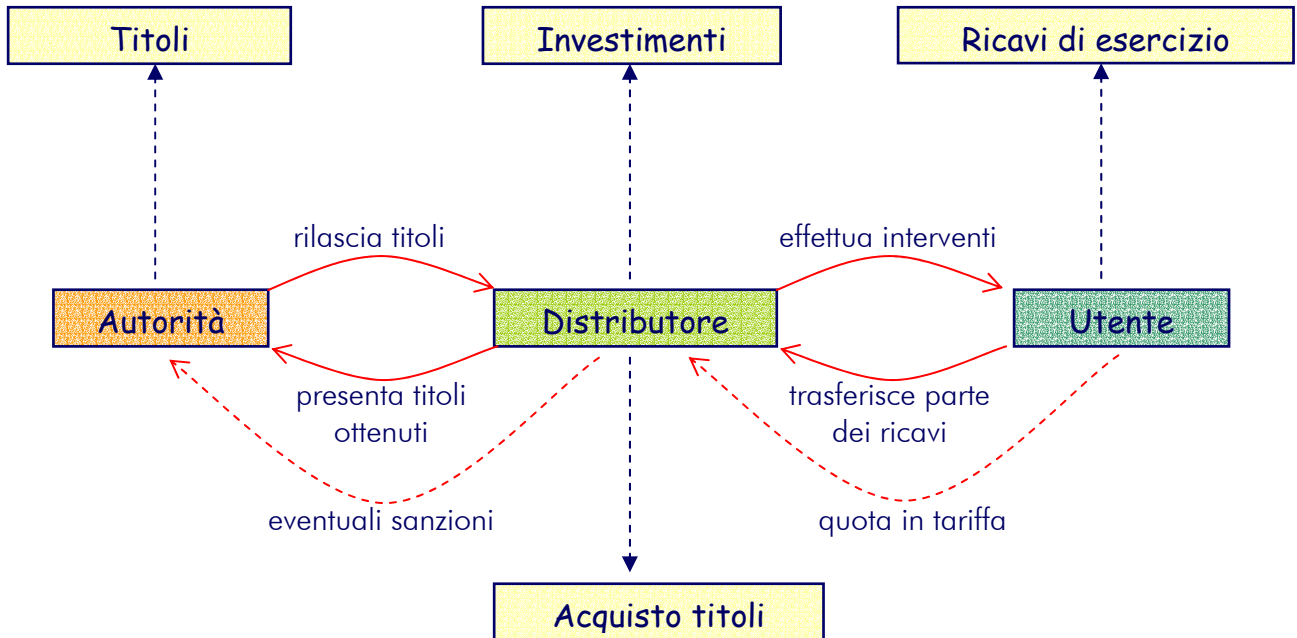 Titoli
Investimenti
Ricavi di esercizio
rilascia titoli
effettua interventi
Autorità
Distributore
Utente
presenta titoli
ottenuti
trasferisce parte
dei ricavi
eventuali sanzioni
quota in tariffa
Acquisto titoli